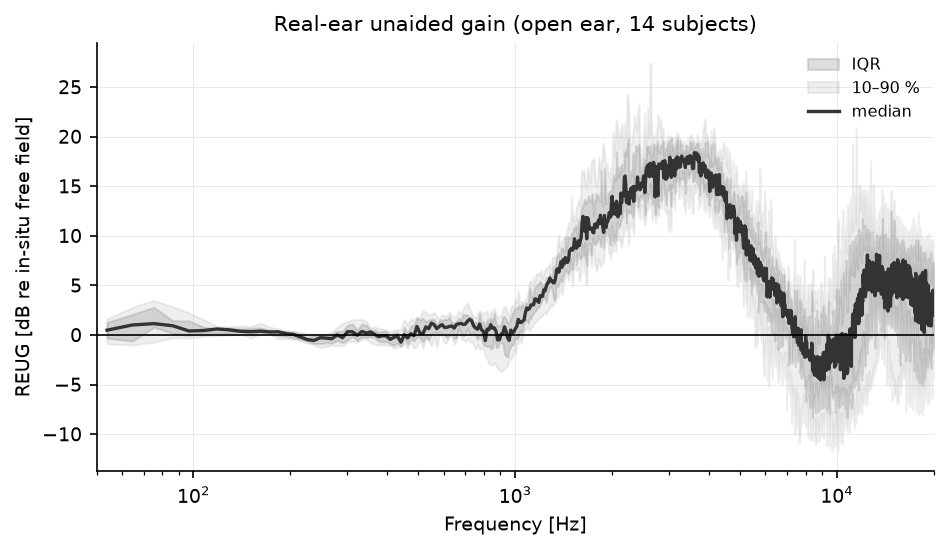 Real-ear unaided gain (open ear, 14 subjects)
IQR
10–90 %
median
REUG [dB re in-situ free field]
25
20
15
10
5
0
−5
−10
10²
10³
10⁴
Frequency [Hz]